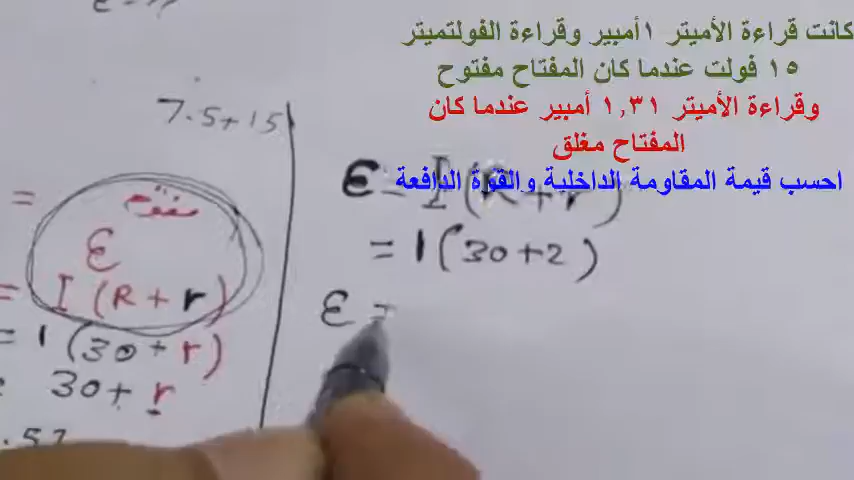 كانت قراءة الأميتر ١أمبير وقراءة الفولتميتر
١٥ فولت عندما كان المفتاح مفتوح
وقراءة الأميتر ١,٣١ أمبير عندما كان
المفتاح مغلق
احسب قيمة المقاومة الداخلية والقوة الدافعة
7.5+15
=
مفتوح
ε
= I (R + r)
= 1 (30 + r)
30 + r
.52
ε = I (R + r)
= 1 (30 + 2)
ε =